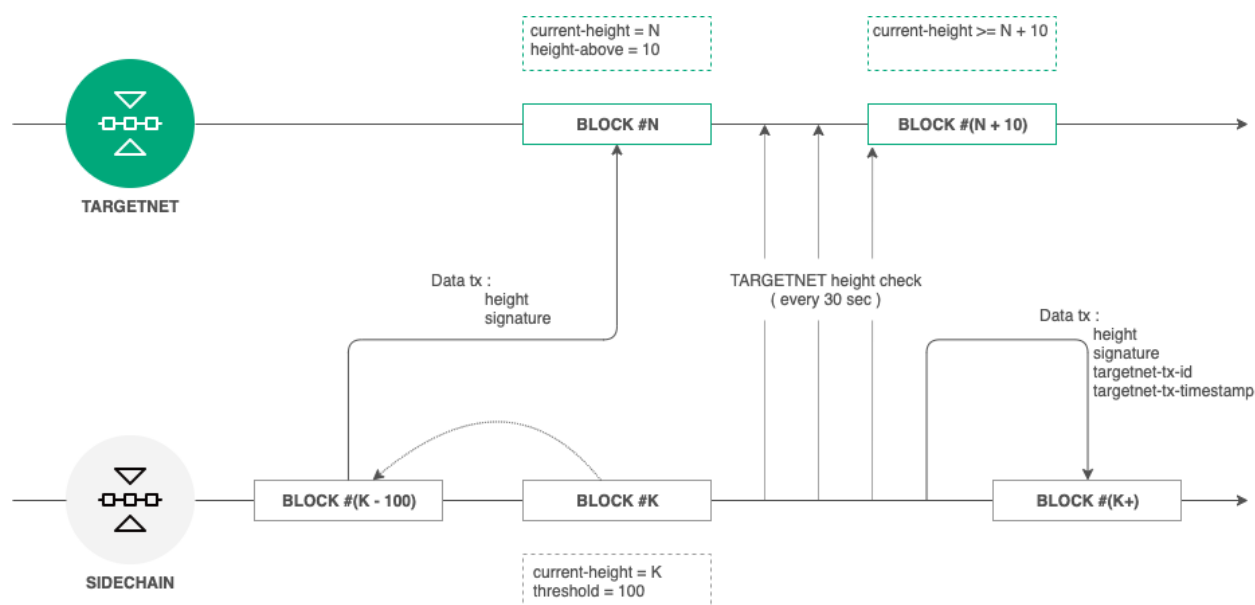 current-height = N
height-above = 10
current-height >= N + 10
BLOCK #N
BLOCK #(N + 10)
TARGETNET
Data tx :
height
signature
TARGETNET height check
( every 30 sec )
Data tx :
height
signature
targetnet-tx-id
targetnet-tx-timestamp
BLOCK #(K - 100)
BLOCK #K
BLOCK #(K+)
SIDECHAIN
current-height = K
threshold = 100